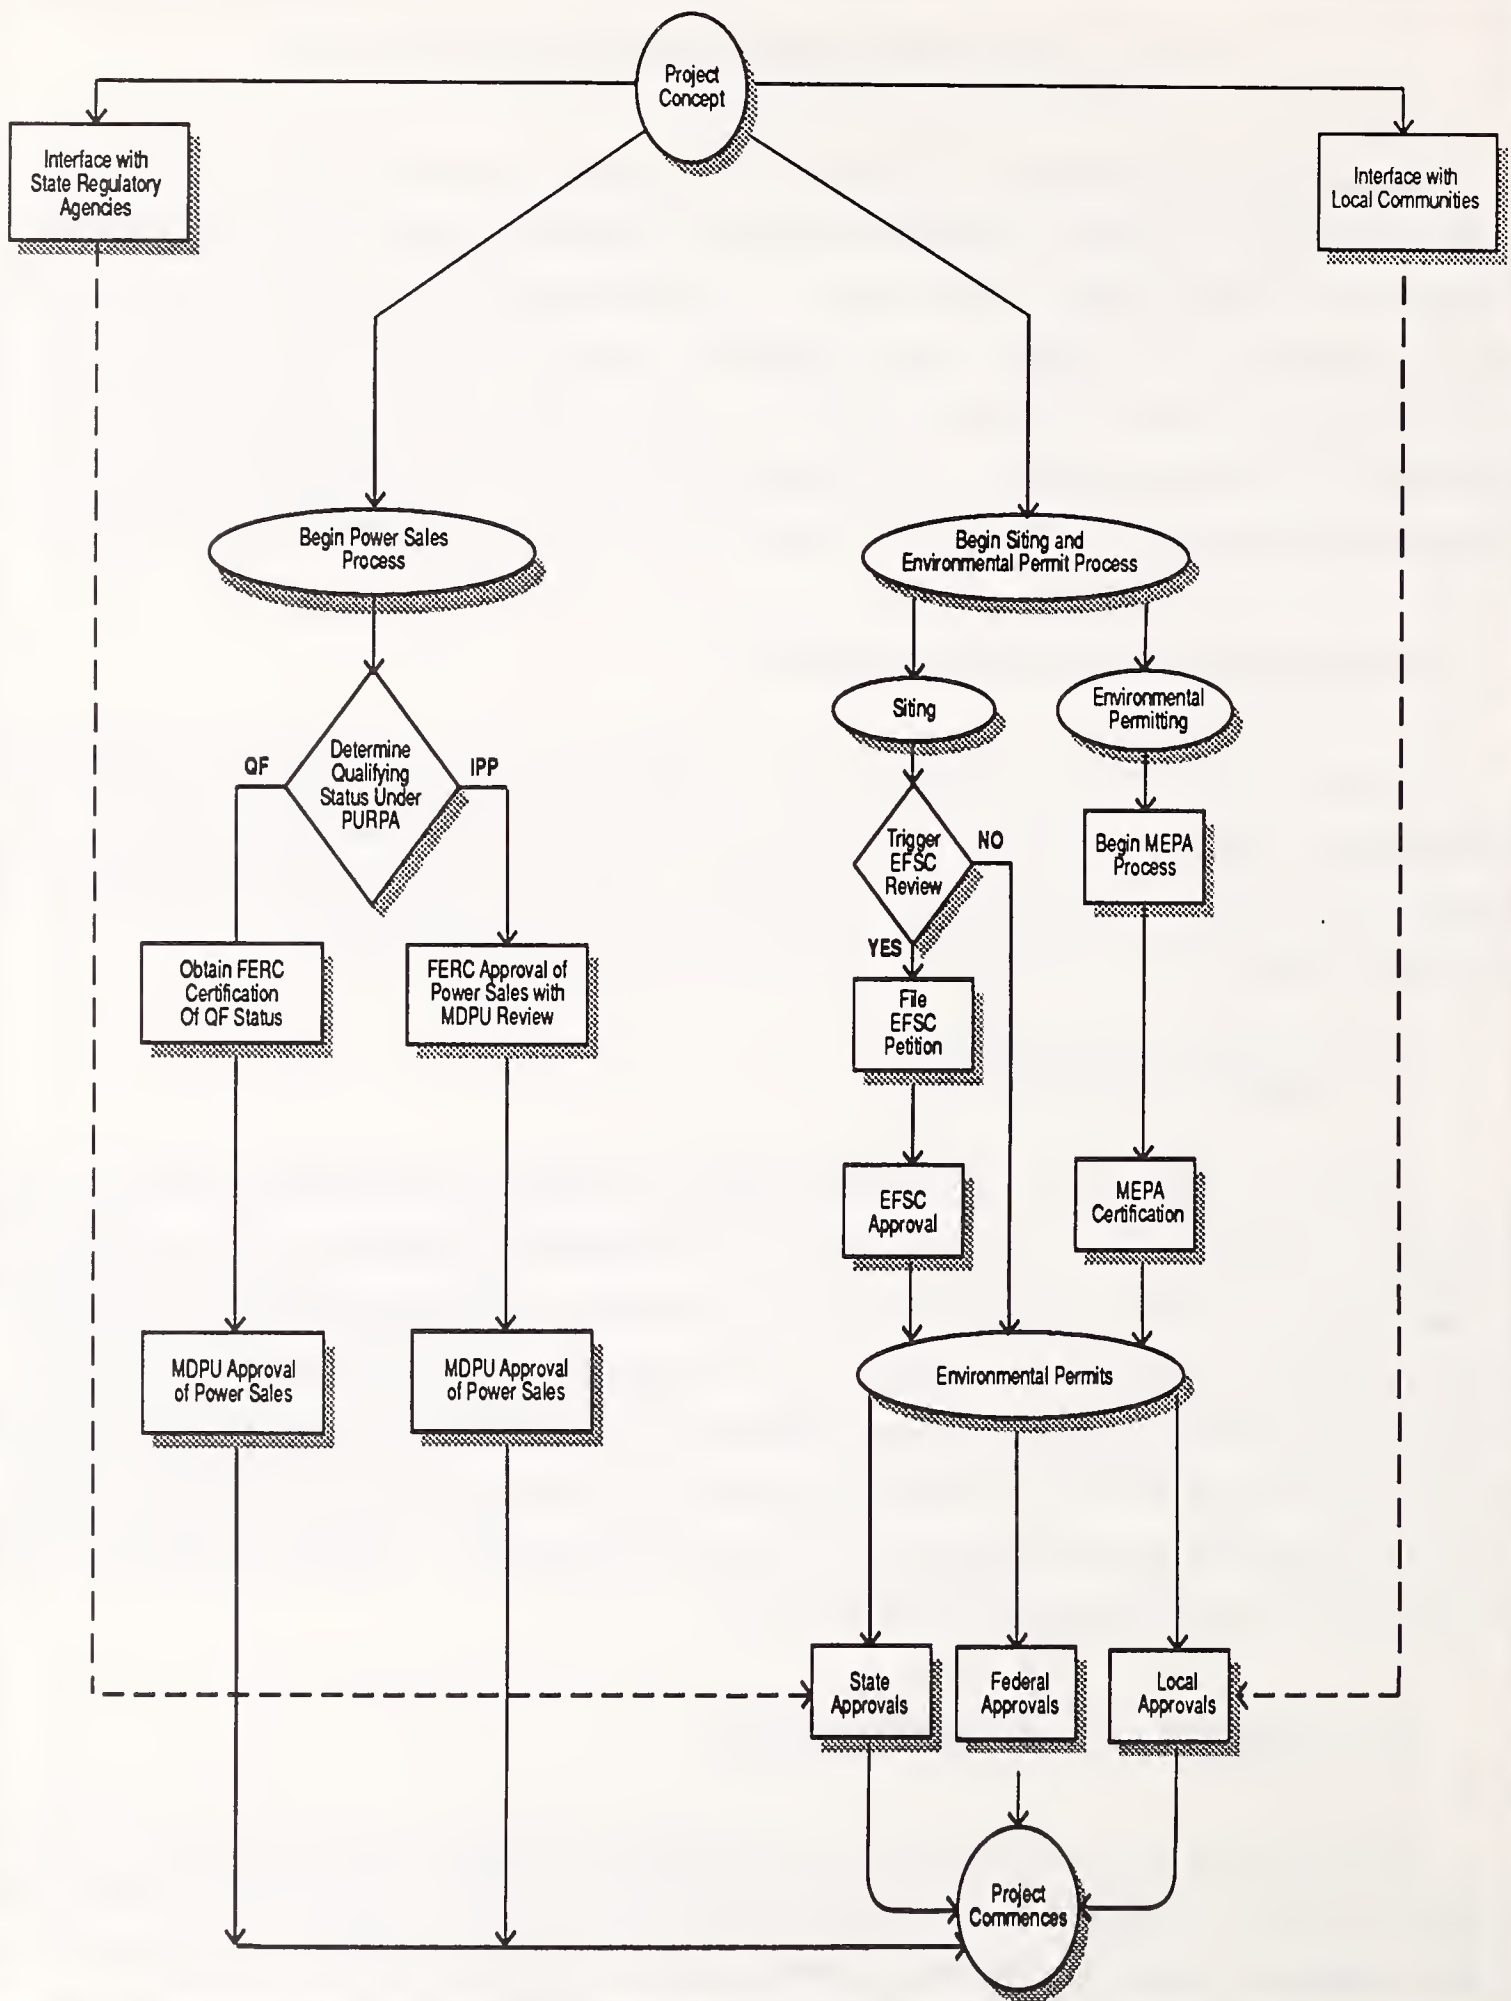 Project
Concept
Interface with
State Regulatory
Agencies
Interface with
Local Communities
Begin Power Sales
Process
Begin Siting and
Environmental Permit Process
Siting
Environmental
Permitting
QF
Determine
Qualifying
Status Under
PURPA
IPP
Trigger
EFSC
Review
NO
YES
Begin MEPA
Process
Obtain FERC
Certification
Of QF Status
FERC Approval of
Power Sales with
MDPU Review
File
EFSC
Petition
EFSC
Approval
MEPA
Certification
MDPU Approval
of Power Sales
MDPU Approval
of Power Sales
Environmental Permits
State
Approvals
Federal
Approvals
Local
Approvals
Project
Commences